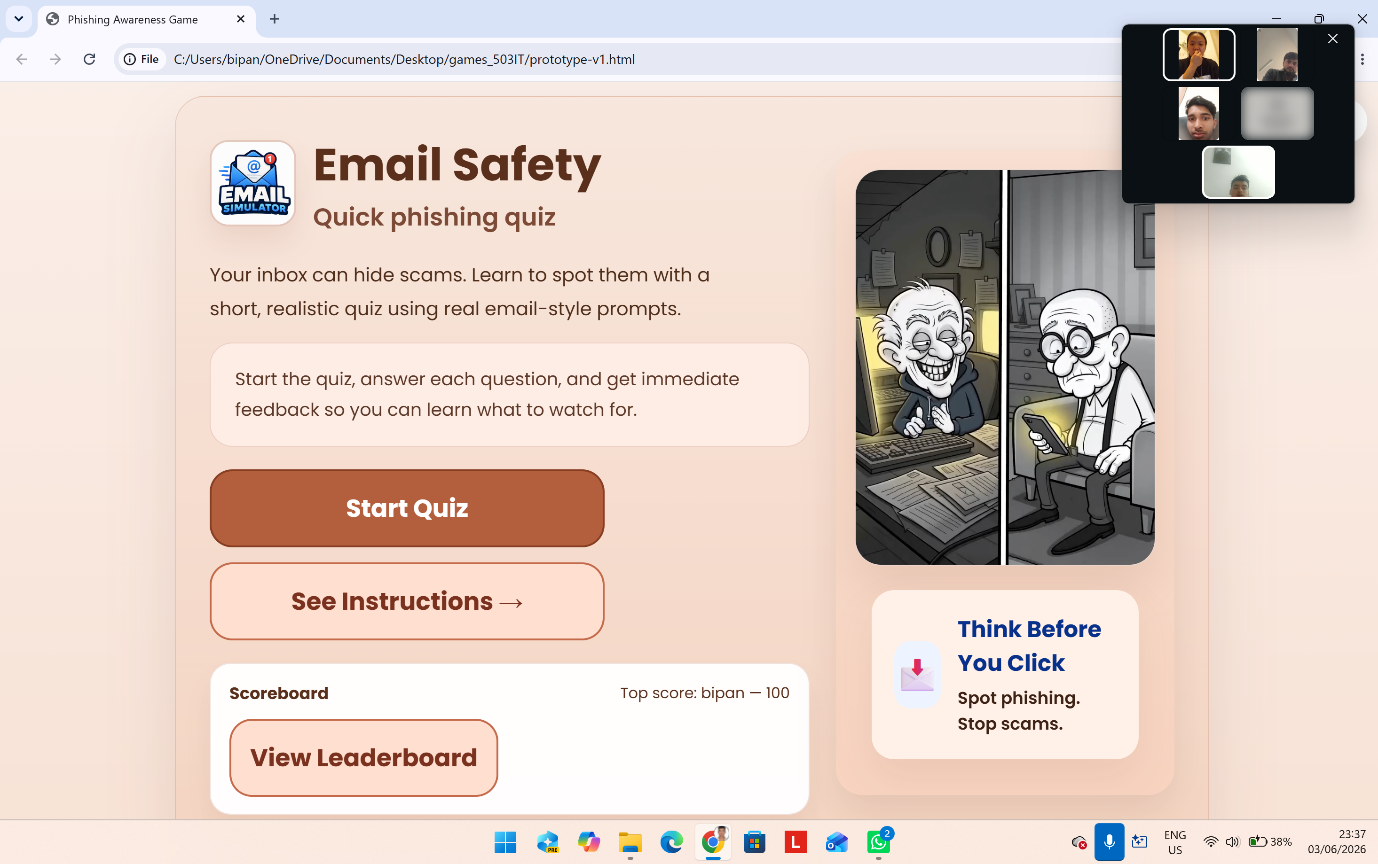 Phishing Awareness Game
File
C:/Users/bipan/OneDrive/Documents/Desktop/games_503IT/prototype-v1.html
@
1
EMAIL
SIMULATOR
Email Safety
Quick phishing quiz
Your inbox can hide scams. Learn to spot them with a
short, realistic quiz using real email-style prompts.
Start the quiz, answer each question, and get immediate
feedback so you can learn what to watch for.
Start Quiz
See Instructions →
Scoreboard
Top score: bipan — 100
View Leaderboard
Think Before
You Click
Spot phishing.
Stop scams.
PRE
L
2
ENG
US
38%
23:37
03/06/2026